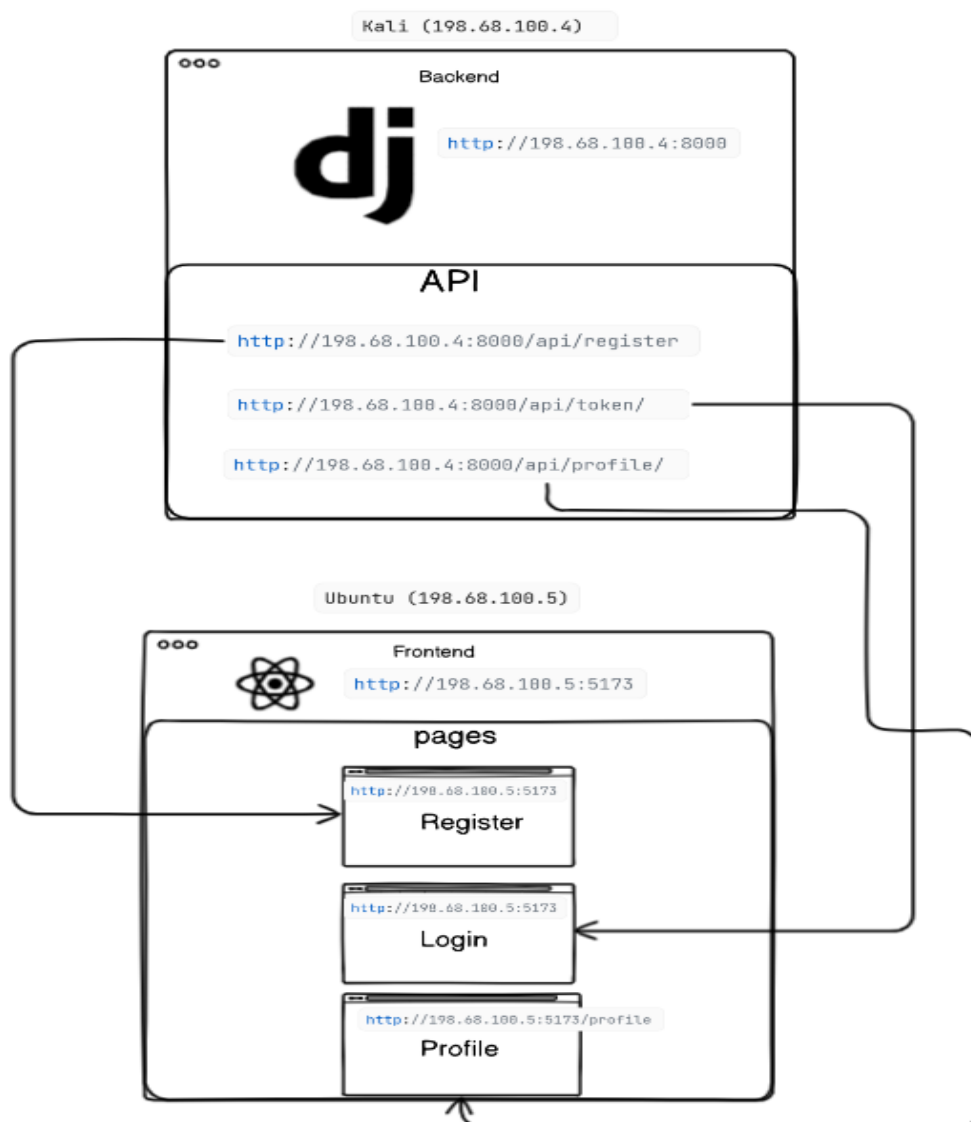 Kali (198.68.100.4)
Backend
dj
http://198.68.100.4:8000
API
http://198.68.100.4:8000/api/register
http://198.68.100.4:8000/api/token/
http://198.68.100.4:8000/api/profile/
Ubuntu (198.68.100.5)
Frontend
http://198.68.100.5:5173
pages
http://198.68.100.5:5173
Register
http://198.68.100.5:5173
Login
http://198.68.100.5:5173/profile
Profile